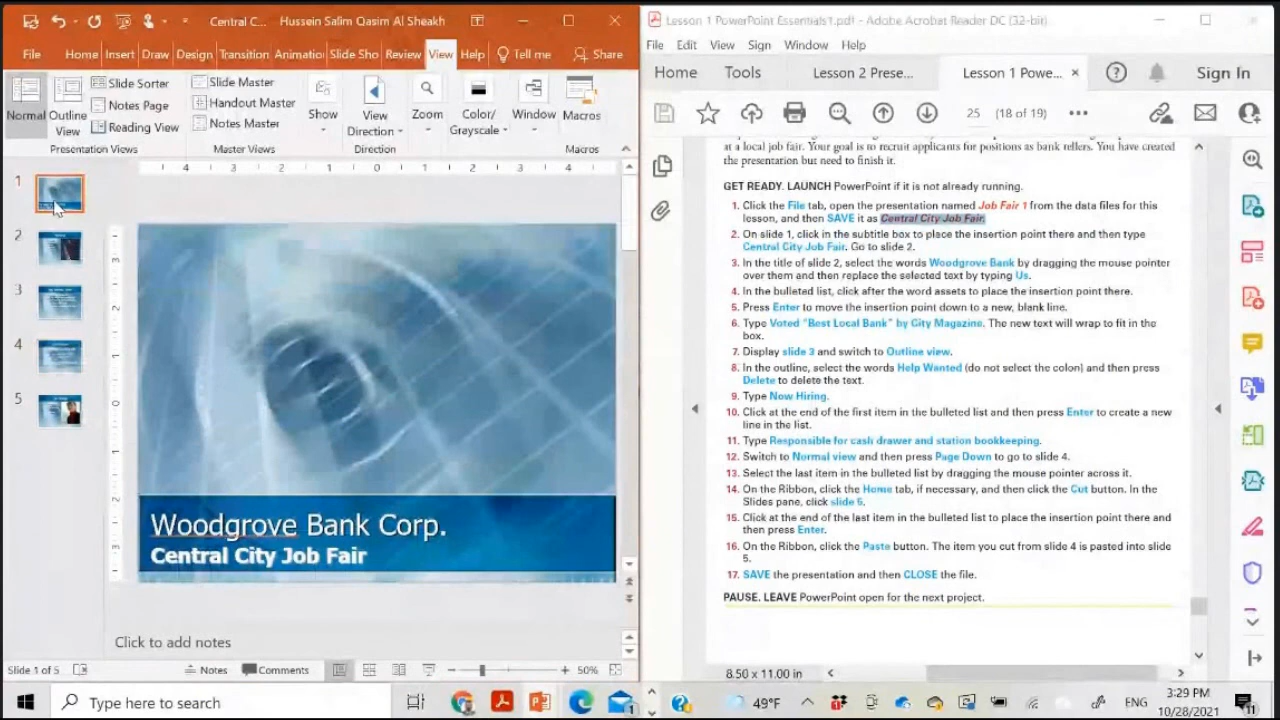 Central C...
Hussein Salim Qasim Al Sheakh
File Home Insert Draw Design Transition Animatio Slide Sho Review View Help Tell me Share
Normal
Outline View
Slide Sorter
Notes Page
Reading View
Presentation Views
Slide Master
Handout Master
Notes Master
Master Views
Show
View Direction
Direction
Zoom
Color/ Grayscale
Window
Macros
Macros
4 3 2 1 0 1 2 3 4
1
2
3
4
5
3
2
1
0
1
2
3
Woodgrove Bank Corp.
Central City Job Fair
Click to add notes
Slide 1 of 5 Notes Comments 50%
Lesson 1 PowerPoint Essentials1.pdf - Adobe Acrobat Reader DC (32-bit)
File Edit View Sign Window Help
Home Tools Lesson 2 Prese... Lesson 1 Powe... × Sign In
25 (18 of 19)
at a local job fair. Your goal is to recruit applicants for positions as bank tellers. You have created
the presentation but need to finish it.
GET READY. LAUNCH PowerPoint if it is not already running.
1. Click the File tab, open the presentation named Job Fair 1 from the data files for this
lesson, and then SAVE it as Central City Job Fair.
2. On slide 1, click in the subtitle box to place the insertion point there and then type
Central City Job Fair. Go to slide 2.
3. In the title of slide 2, select the words Woodgrove Bank by dragging the mouse pointer
over them and then replace the selected text by typing Us.
4. In the bulleted list, click after the word assets to place the insertion point there.
5. Press Enter to move the insertion point down to a new, blank line.
6. Type Voted "Best Local Bank" by City Magazine. The new text will wrap to fit in the
box.
7. Display slide 3 and switch to Outline view.
8. In the outline, select the words Help Wanted (do not select the colon) and then press
Delete to delete the text.
9. Type Now Hiring.
10. Click at the end of the first item in the bulleted list and then press Enter to create a new
line in the list.
11. Type Responsible for cash drawer and station bookkeeping.
12. Switch to Normal view and then press Page Down to go to slide 4.
13. Select the last item in the bulleted list by dragging the mouse pointer across it.
14. On the Ribbon, click the Home tab, if necessary, and then click the Cut button. In the
Slides pane, click slide 5.
15. Click at the end of the last item in the bulleted list to place the insertion point there and
then press Enter.
16. On the Ribbon, click the Paste button. The item you cut from slide 4 is pasted into slide
5.
17. SAVE the presentation and then CLOSE the file.
PAUSE. LEAVE PowerPoint open for the next project.
8.50 x 11.00 in
Type here to search
49°F
ENG
3:29 PM
10/28/2021
11